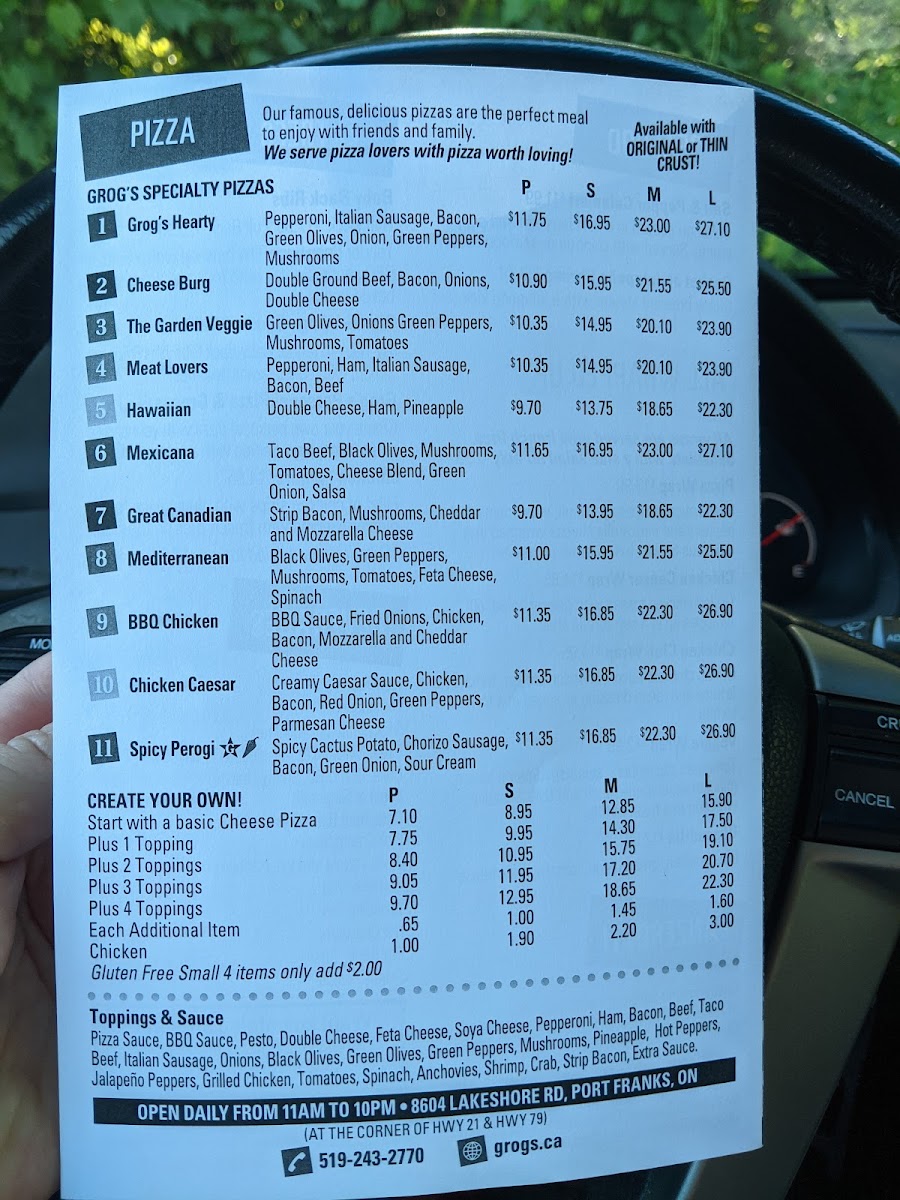 PIZZA
Our famous, delicious pizzas are the perfect meal
to enjoy with friends and family.
We serve pizza lovers with pizza worth loving!
Available with
ORIGINAL or THIN
CRUST!
GROG'S SPECIALTY PIZZAS P S M L
1 Grog's Hearty Pepperoni, Italian Sausage, Bacon, $11.75 $16.95 $23.00 $27.10
Green Olives, Onion, Green Peppers,
Mushrooms
2 Cheese Burg Double Ground Beef, Bacon, Onions, $10.90 $15.95 $21.55 $25.50
Double Cheese
3 The Garden Veggie Green Olives, Onions Green Peppers, $10.35 $14.95 $20.10 $23.90
Mushrooms, Tomatoes
4 Meat Lovers Pepperoni, Ham, Italian Sausage, $10.35 $14.95 $20.10 $23.90
Bacon, Beef
5 Hawaiian Double Cheese, Ham, Pineapple $9.70 $13.75 $18.65 $22.30
6 Mexicana Taco Beef, Black Olives, Mushrooms, $11.65 $16.95 $23.00 $27.10
Tomatoes, Cheese Blend, Green
Onion, Salsa
7 Great Canadian Strip Bacon, Mushrooms, Cheddar $9.70 $13.95 $18.65 $22.30
and Mozzarella Cheese
8 Mediterranean Black Olives, Green Peppers, $11.00 $15.95 $21.55 $25.50
Mushrooms, Tomatoes, Feta Cheese,
Spinach
9 BBQ Chicken BBQ Sauce, Fried Onions, Chicken, $11.35 $16.85 $22.30 $26.90
Bacon, Mozzarella and Cheddar
Cheese
10 Chicken Caesar Creamy Caesar Sauce, Chicken, $11.35 $16.85 $22.30 $26.90
Bacon, Red Onion, Green Peppers,
Parmesan Cheese
11 Spicy Perogi Spicy Cactus Potato, Chorizo Sausage, $11.35 $16.85 $22.30 $26.90
Bacon, Green Onion, Sour Cream
CREATE YOUR OWN! P S M L
Start with a basic Cheese Pizza 7.10 8.95 12.85 15.90
Plus 1 Topping 7.75 9.95 14.30 17.50
Plus 2 Toppings 8.40 10.95 15.75 19.10
Plus 3 Toppings 9.05 11.95 17.20 20.70
Plus 4 Toppings 9.70 12.95 18.65 22.30
Each Additional Item .65 1.00 1.45 1.60
Chicken 1.00 1.90 2.20 3.00
Gluten Free Small 4 items only add $2.00
Toppings & Sauce
Pizza Sauce, BBQ Sauce, Pesto, Double Cheese, Feta Cheese, Soya Cheese, Pepperoni, Ham, Bacon, Beef, Taco
Beef, Italian Sausage, Onions, Black Olives, Green Olives, Green Peppers, Mushrooms, Pineapple, Hot Peppers,
Jalapeño Peppers, Grilled Chicken, Tomatoes, Spinach, Anchovies, Shrimp, Crab, Strip Bacon, Extra Sauce.
OPEN DAILY FROM 11AM TO 10PM • 8604 LAKESHORE RD, PORT FRANKS, ON
(AT THE CORNER OF HWY 21 & HWY 79)
519-243-2770 grogs.ca
CANCEL